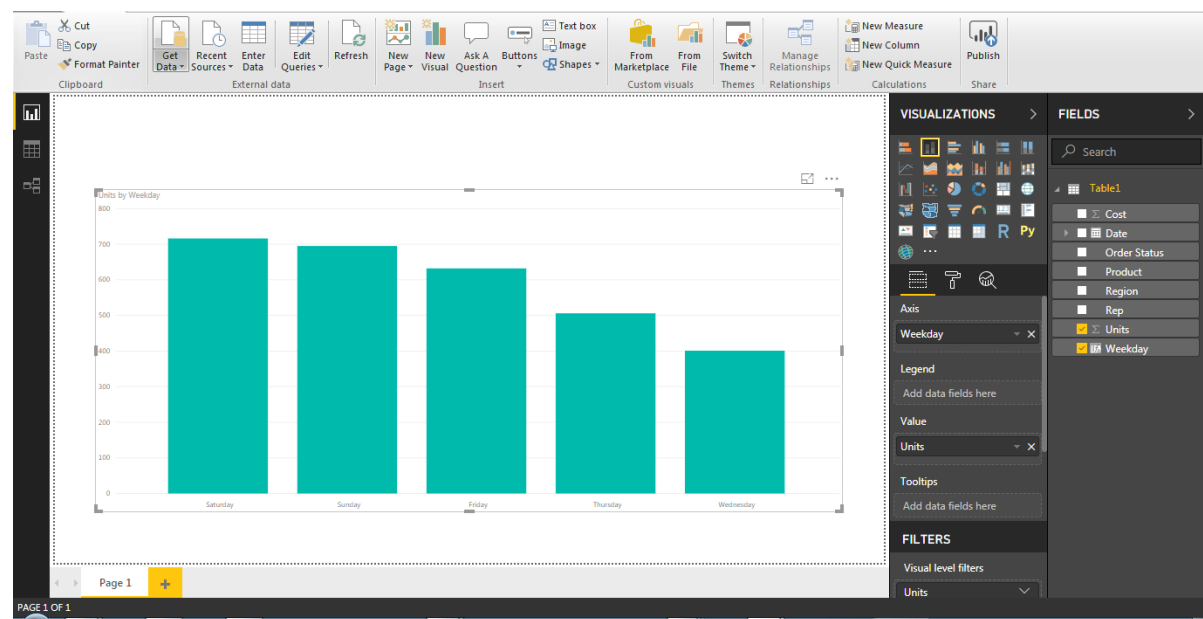 Paste
Cut
Copy
Format Painter
Clipboard
Get Data
Recent Sources
Enter Data
Edit Queries
Refresh
External data
New Page
New Visual
Ask A Question
Buttons
Text box
Image
Shapes
Insert
From Marketplace
From File
Custom visuals
Switch Theme
Themes
Manage Relationships
Relationships
New Measure
New Column
New Quick Measure
Calculations
Publish
Share
Units by Weekday
800
700
600
500
400
300
200
100
0
Saturday Sunday Friday Thursday Wednesday
Page 1
PAGE 1 OF 1
VISUALIZATIONS
R Py
Axis
Weekday
Legend
Add data fields here
Value
Units
Tooltips
Add data fields here
FILTERS
Visual level filters
Units
FIELDS
Search
Table1
Σ Cost
Date
Order Status
Product
Region
Rep
Σ Units
Weekday